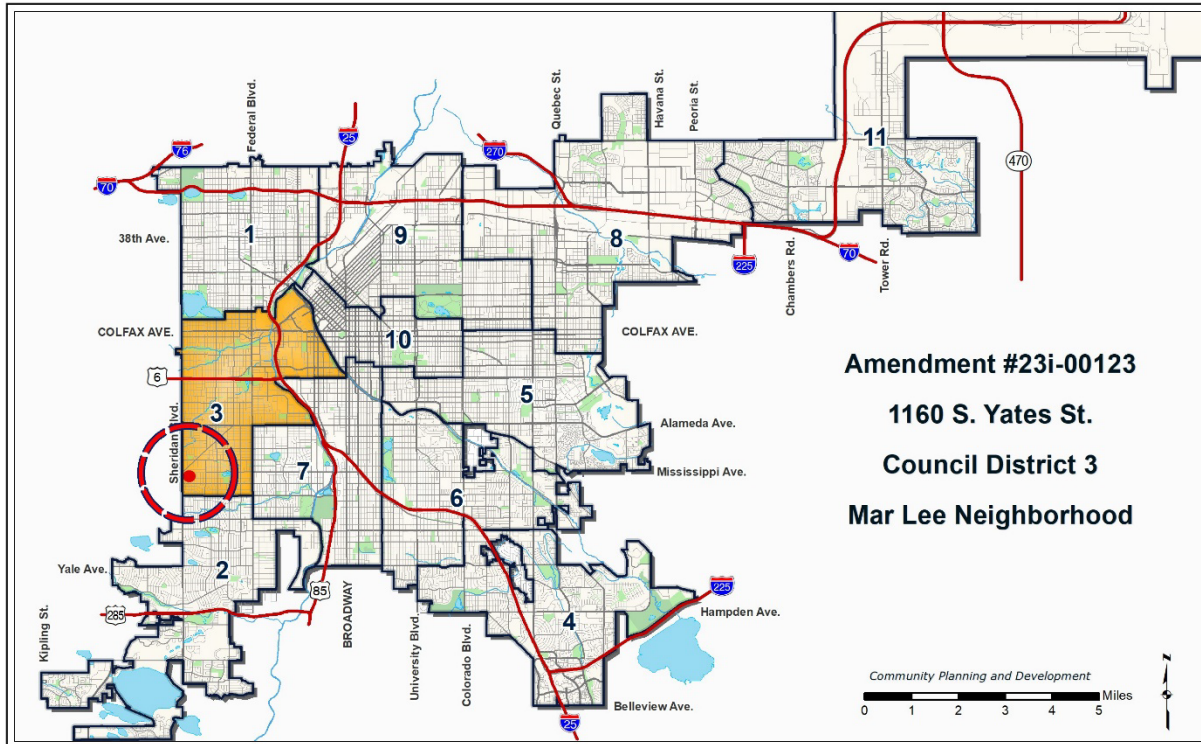 Federal Blvd.
Quebec St.
Havana St.
Peoria St.
76
25
270
70
11
470
38th Ave.
1
9
8
Chambers Rd.
Tower Rd.
225
70
COLFAX AVE.
10
COLFAX AVE.
6
3
5
Sheridan Blvd.
Alameda Ave.
7
Mississippi Ave.
6
Yale Ave.
2
85
BROADWAY
225
285
4
Hampden Ave.
Kipling St.
University Blvd.
Colorado Blvd.
25
Belleview Ave.
Amendment #23i-00123
1160 S. Yates St.
Council District 3
Mar Lee Neighborhood
Community Planning and Development
Miles
0 1 2 3 4 5
N